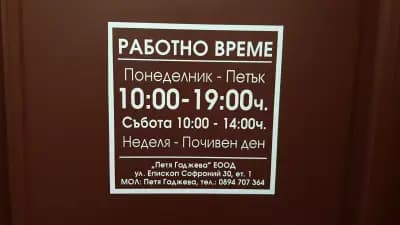 РАБОТНО ВРЕМЕ
Понеделник - Петък
10:00-19:00ч.
Събота 10:00 - 14:00ч.
Неделя - Почивен ден
„Петя Гаджева" ЕООД
ул. Епископ Софроний 30, ет. 1
МОЛ: Петя Гаджева, тел.: 0894 707 364